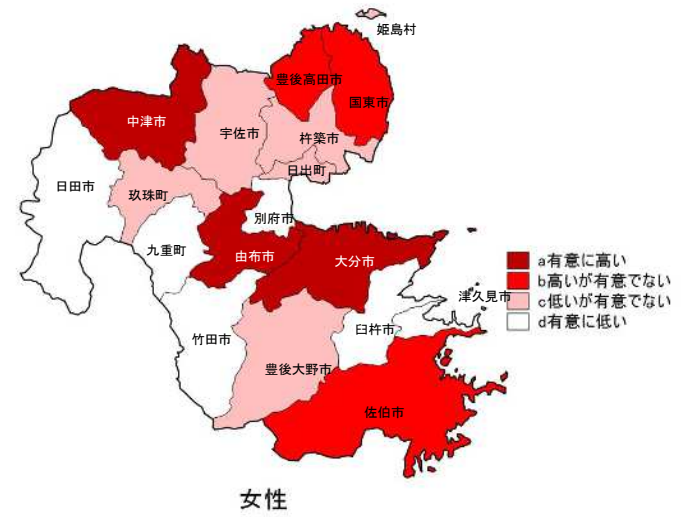 姫島村
豊後高田市
国東市
中津市
宇佐市
杵築市
日出町
日田市
玖珠町
別府市
九重町
由布市
大分市
a有意に高い
b高いが有意でない
c低いが有意でない
d有意に低い
津久見市
臼杵市
竹田市
豊後大野市
佐伯市
女性